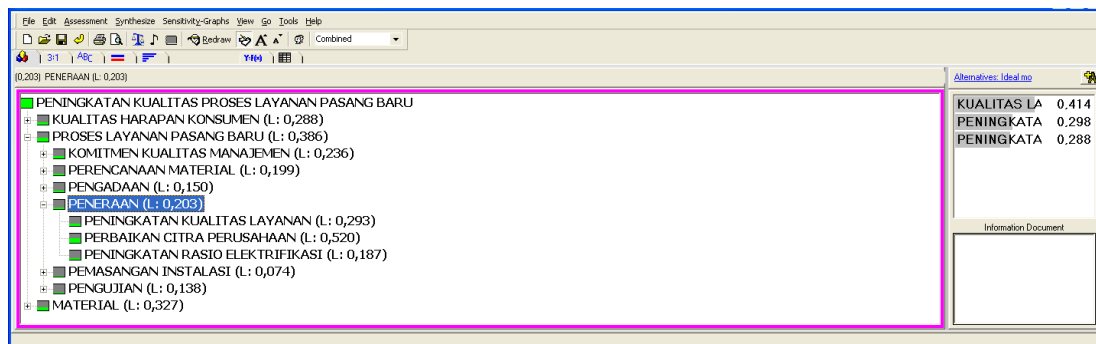 File Edit Assessment Synthesize Sensitivity-Graphs View Go Tools Help
Redraw A A Combined
3:1 ABC Y=f(x)
(0,203) PENERAAN (L: 0,203)
Alternatives: Ideal mo
PENINGKATAN KUALITAS PROSES LAYANAN PASANG BARU
KUALITAS HARAPAN KONSUMEN (L: 0,288)
PROSES LAYANAN PASANG BARU (L: 0,386)
KOMITMEN KUALITAS MANAJEMEN (L: 0,236)
PERENCANAAN MATERIAL (L: 0,199)
PENGADAAN (L: 0,150)
PENERAAN (L: 0,203)
PENINGKATAN KUALITAS LAYANAN (L: 0,293)
PERBAIKAN CITRA PERUSAHAAN (L: 0,520)
PENINGKATAN RASIO ELEKTRIFIKASI (L: 0,187)
PEMASANGAN INSTALASI (L: 0,074)
PENGUJIAN (L: 0,138)
MATERIAL (L: 0,327)
KUALITAS LA 0,414
PENINGKATA 0,298
PENINGKATA 0,288
Information Document